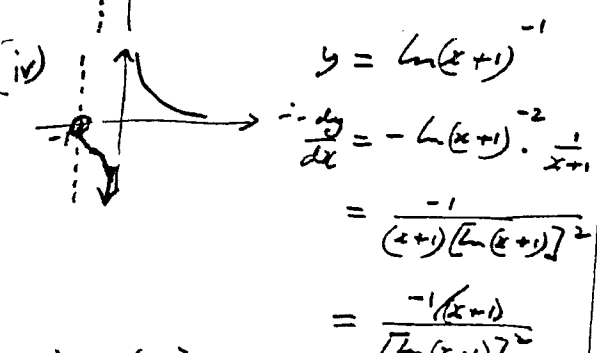 (iv)
-1
y = ln(x+1)^-1
∴ dy/dx = -ln(x+1)^-2 · 1/x+1
= -1/(x+1)[ln(x+1)]^2
= -1/(x+1)/[ln(x+1)]^2